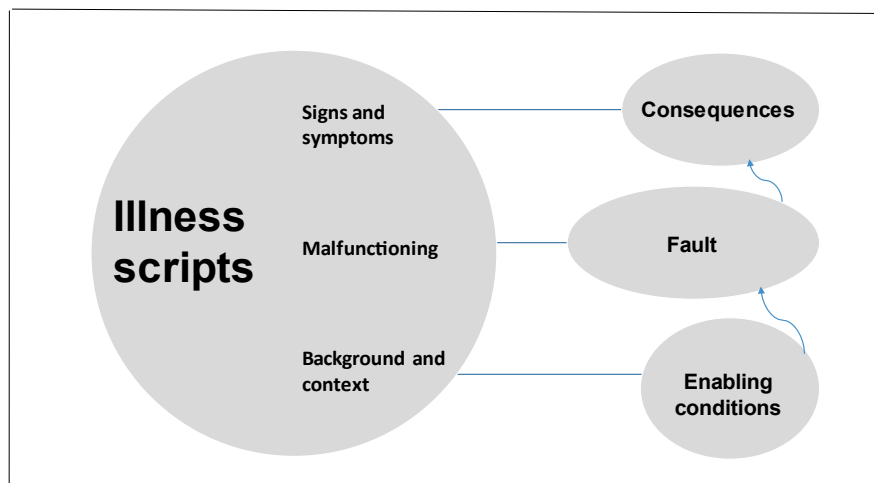 Signs and
symptoms
Consequences
Illness
scripts
Malfunctioning
Fault
Background and
context
Enabling
conditions